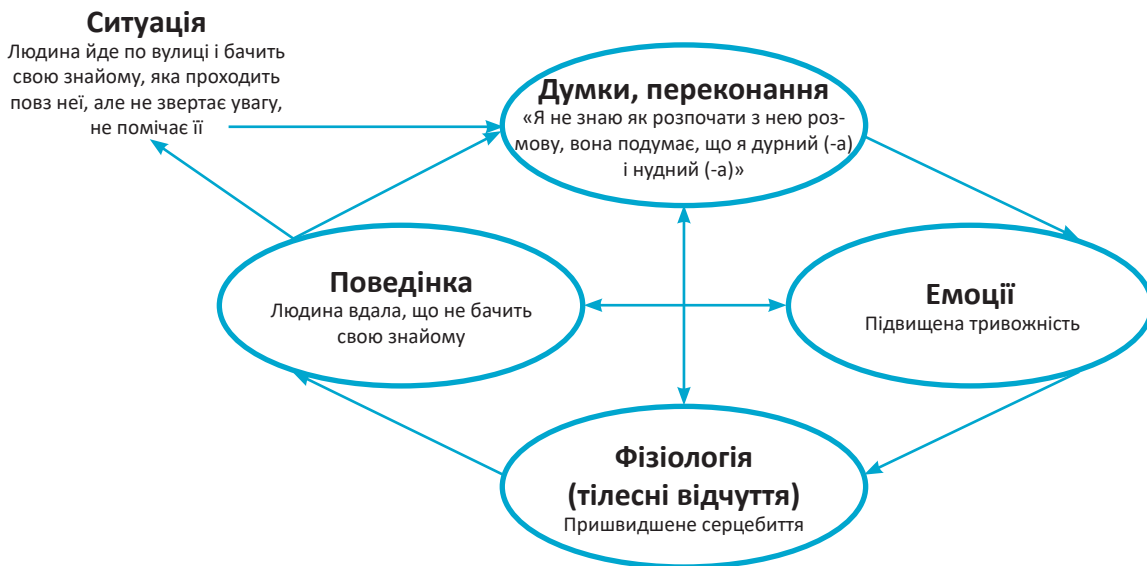 Ситуація
Людина йде по вулиці і бачить
свою знайому, яка проходить
повз неї, але не звертає увагу,
не помічає її
Думки, переконання
«Я не знаю як розпочати з нею роз-
мову, вона подумає, що я дурний (-а)
і нудний (-а)»
Поведінка
Людина вдала, що не бачить
свою знайому
Емоції
Підвищена тривожність
Фізіологія
(тілесні відчуття)
Пришвидшене серцебиття